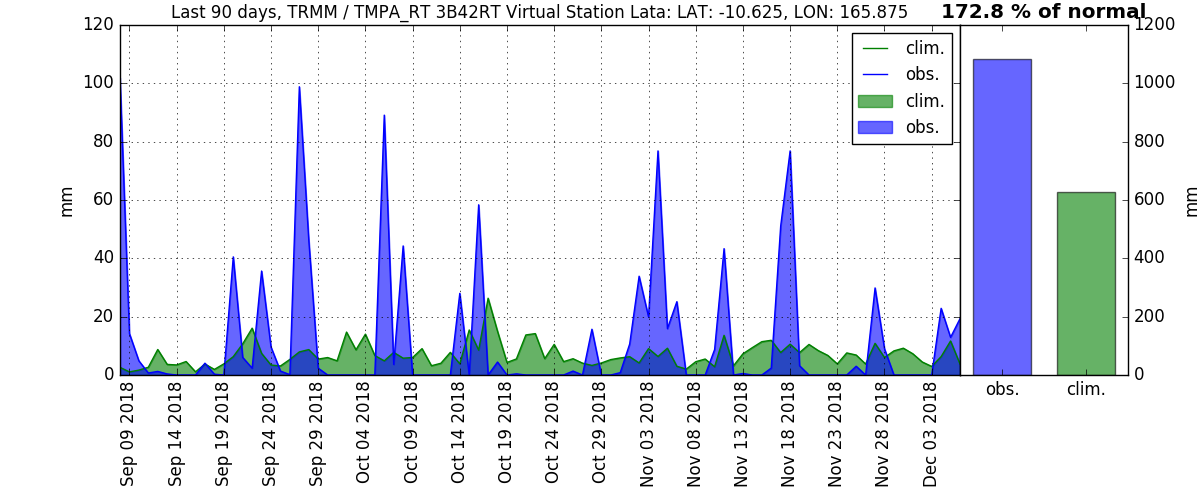 Last 90 days, TRMM / TMPA_RT 3B42RT Virtual Station Lata: LAT: -10.625, LON: 165.875
172.8 % of normal
120
100
80
60
40
20
0
mm
clim.
obs.
clim.
obs.
1200
1000
800
600
400
200
0
mm
Sep 09 2018
Sep 14 2018
Sep 19 2018
Sep 24 2018
Sep 29 2018
Oct 04 2018
Oct 09 2018
Oct 14 2018
Oct 19 2018
Oct 24 2018
Oct 29 2018
Nov 03 2018
Nov 08 2018
Nov 13 2018
Nov 18 2018
Nov 23 2018
Nov 28 2018
Dec 03 2018
obs.
clim.